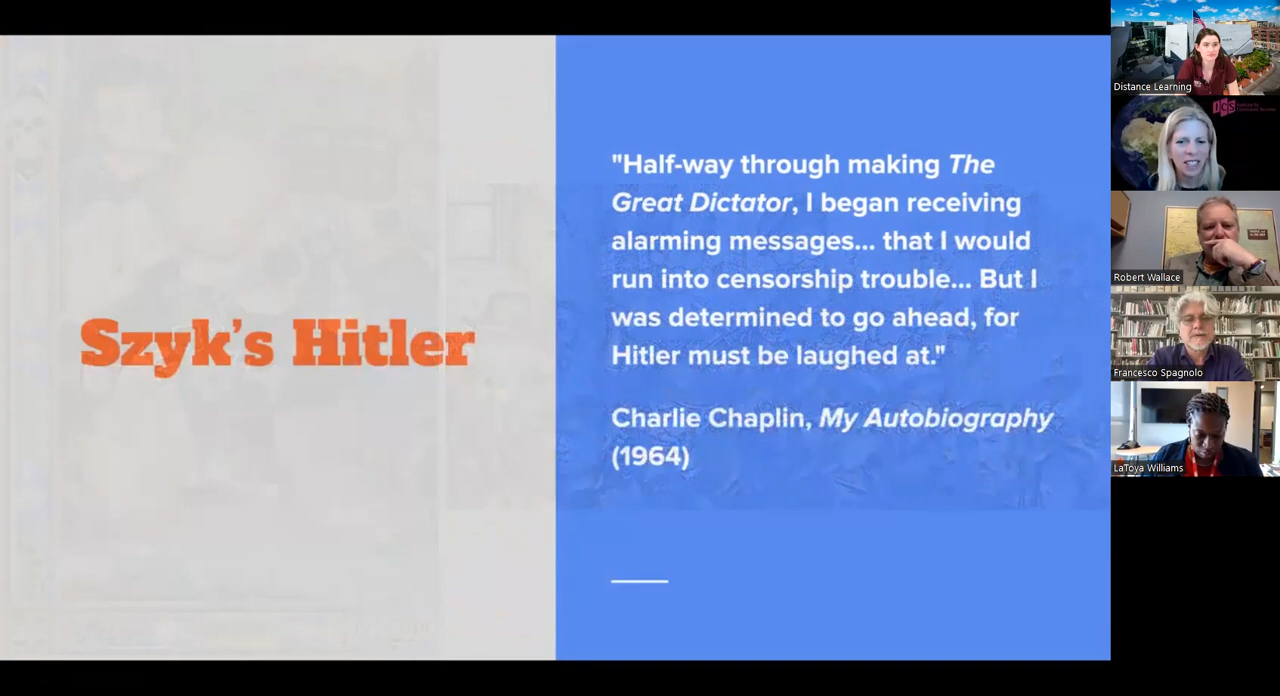 Szyk's Hitler
"Half-way through making The
Great Dictator, I began receiving
alarming messages... that I would
run into censorship trouble... But I
was determined to go ahead, for
Hitler must be laughed at."
Charlie Chaplin, My Autobiography
(1964)
Distance Learning
Robert Wallace
Francesco Spagnolo
LaToya Williams